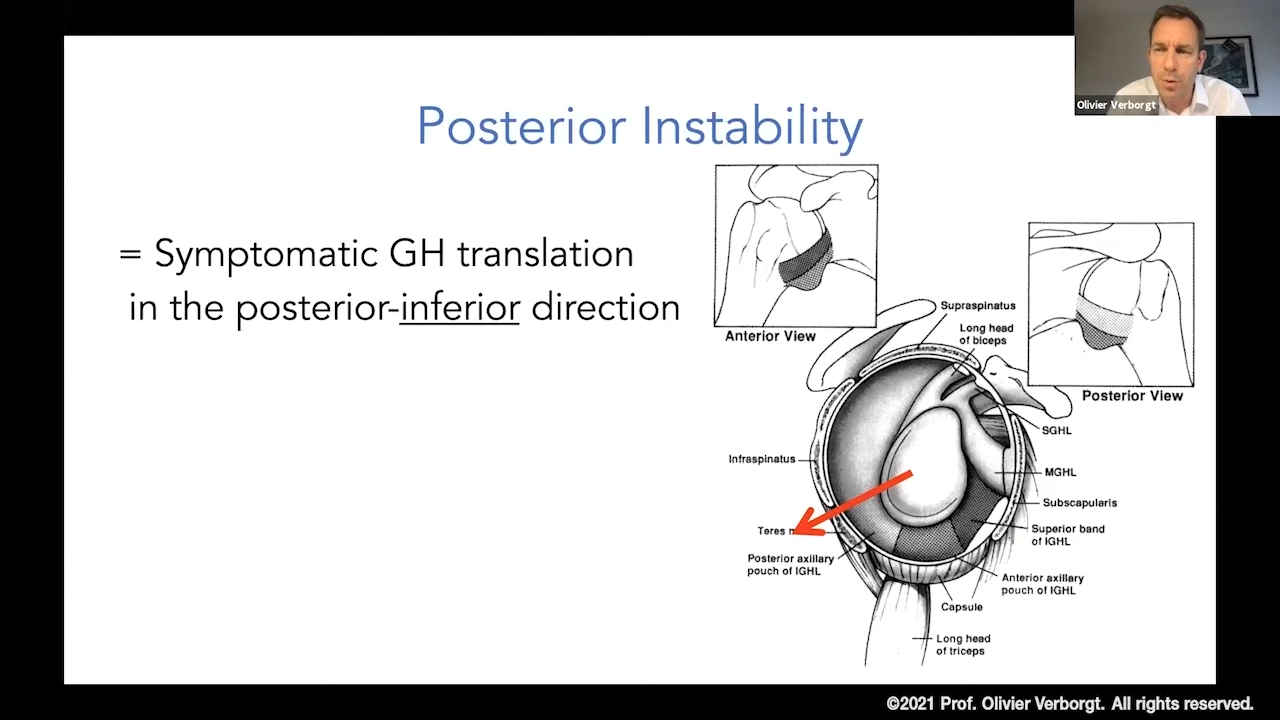 Olivier Verborgt
Posterior Instability
= Symptomatic GH translation
in the posterior-inferior direction
Anterior View
Posterior View
Supraspinatus
Long head
of biceps
SGHL
Infraspinatus
MGHL
Subscapularis
Teres
Superior band
of IGHL
Posterior axillary
pouch of IGHL
Anterior axillary
pouch of IGHL
Capsule
Long head
of triceps
©2021 Prof. Olivier Verborgt. All rights reserved.